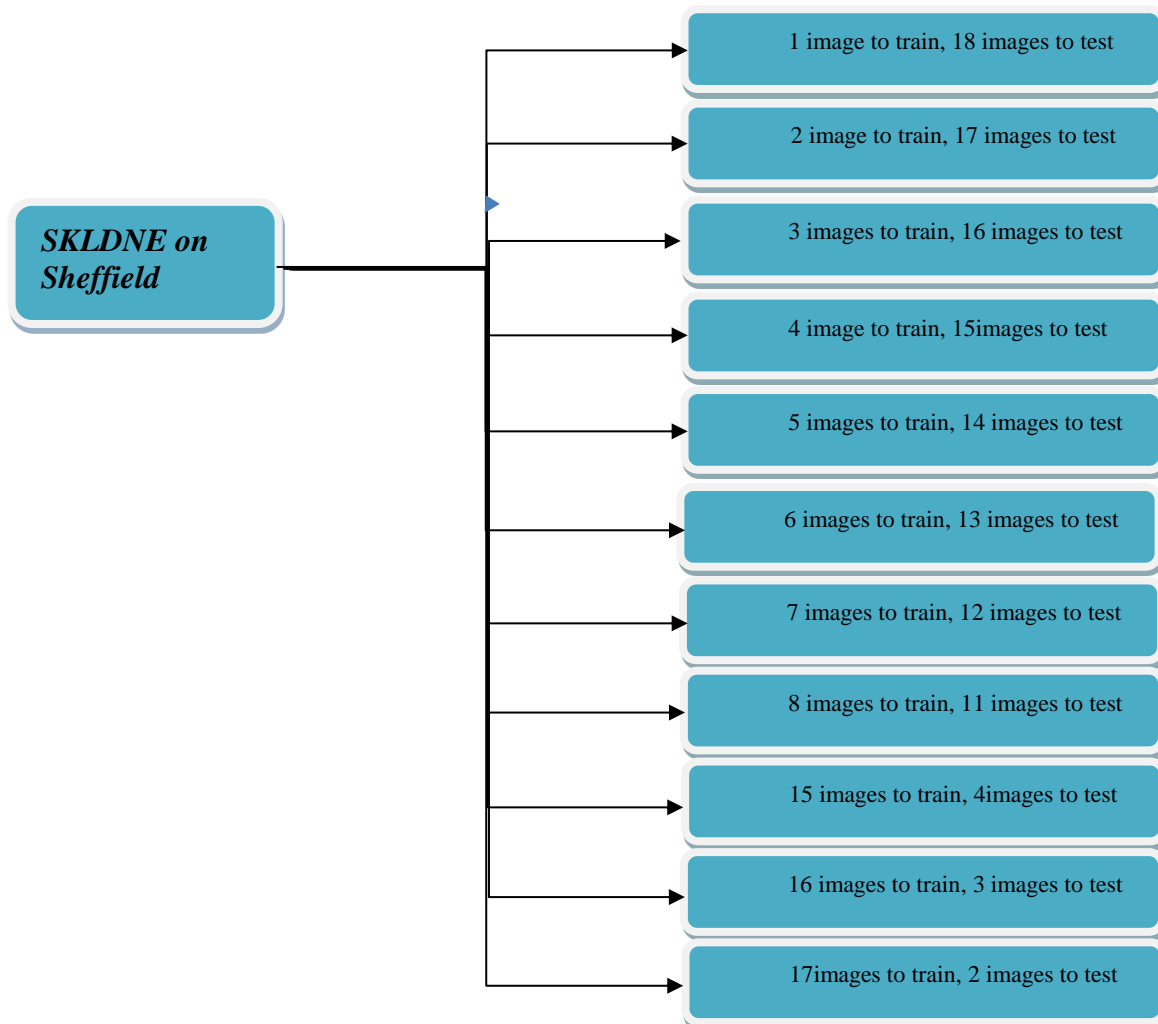 SKLDNE on
Sheffield
1 image to train, 18 images to test
2 image to train, 17 images to test
3 images to train, 16 images to test
4 image to train, 15images to test
5 images to train, 14 images to test
6 images to train, 13 images to test
7 images to train, 12 images to test
8 images to train, 11 images to test
15 images to train, 4images to test
16 images to train, 3 images to test
17images to train, 2 images to test